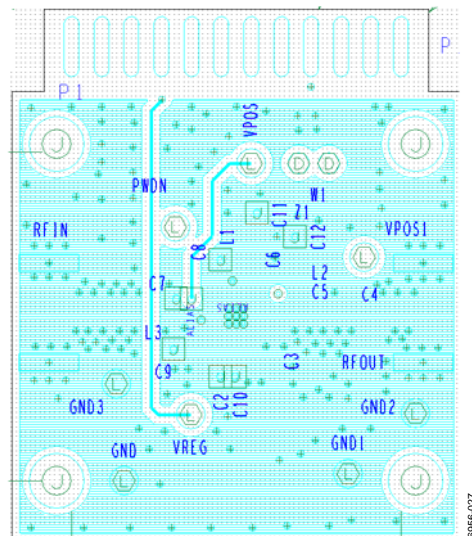 P
P1
VPOS
PWDN
W1
C11
Z1
C12
RFIN
VPOS1
L1
C8
C6
L2
C7
C5
C4
L3
C3
RFOUT
C9
C2
C10
GND3
GND2
VREG
GND
GND1
J
J
D
D
L
L
L
L
L
L
L
J
J